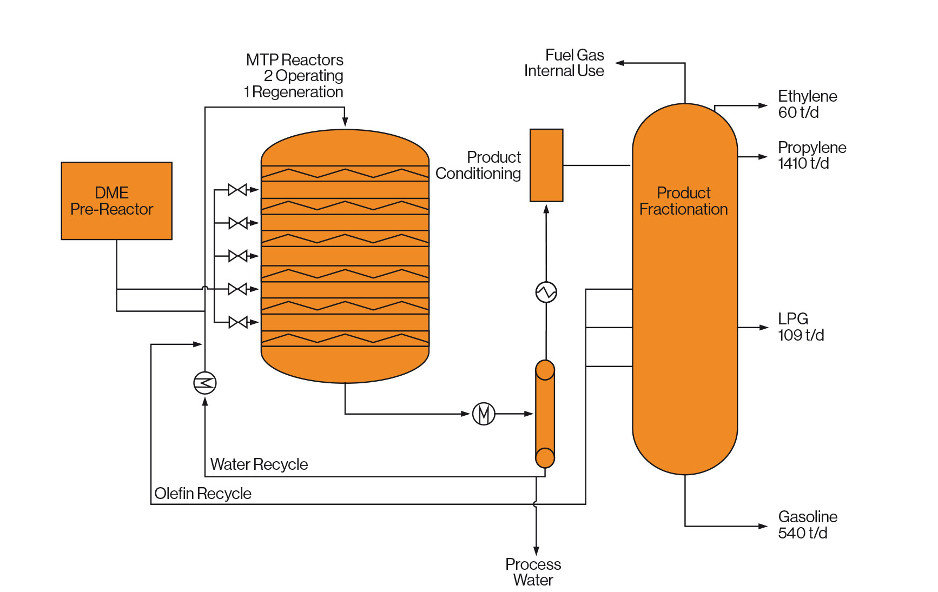 MTP Reactors
2 Operating
1 Regeneration
Fuel Gas
Internal Use
Ethylene
60 t/d
Propylene
1410 t/d
Product
Conditioning
DME
Pre-Reactor
Product
Fractionation
LPG
109 t/d
Water Recycle
Olefin Recycle
Gasoline
540 t/d
Process
Water